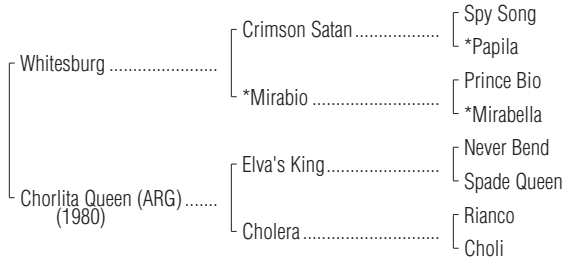 Spy Song
Crimson Satan
*Papila
Whitesburg
Prince Bio
*Mirabio
*Mirabella
Never Bend
Elva's King
Spade Queen
Chorlita Queen (ARG)
(1980)
Rianco
Cholera
Choli